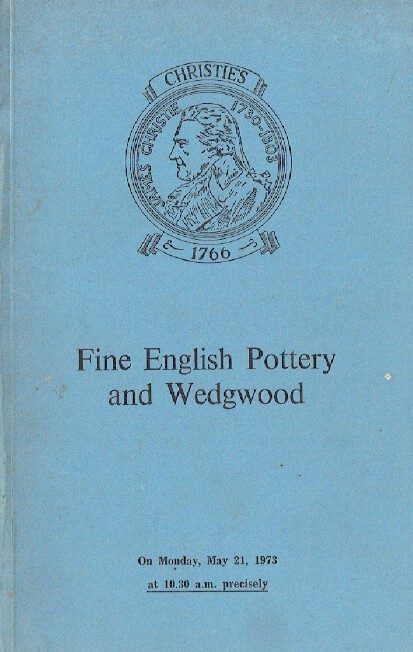 CHRISTIE'S
JAMES CHRISTIE 1730-1803
1766
Fine English Pottery
and Wedgwood
On Monday, May 21, 1973
at 10.30 a.m. precisely